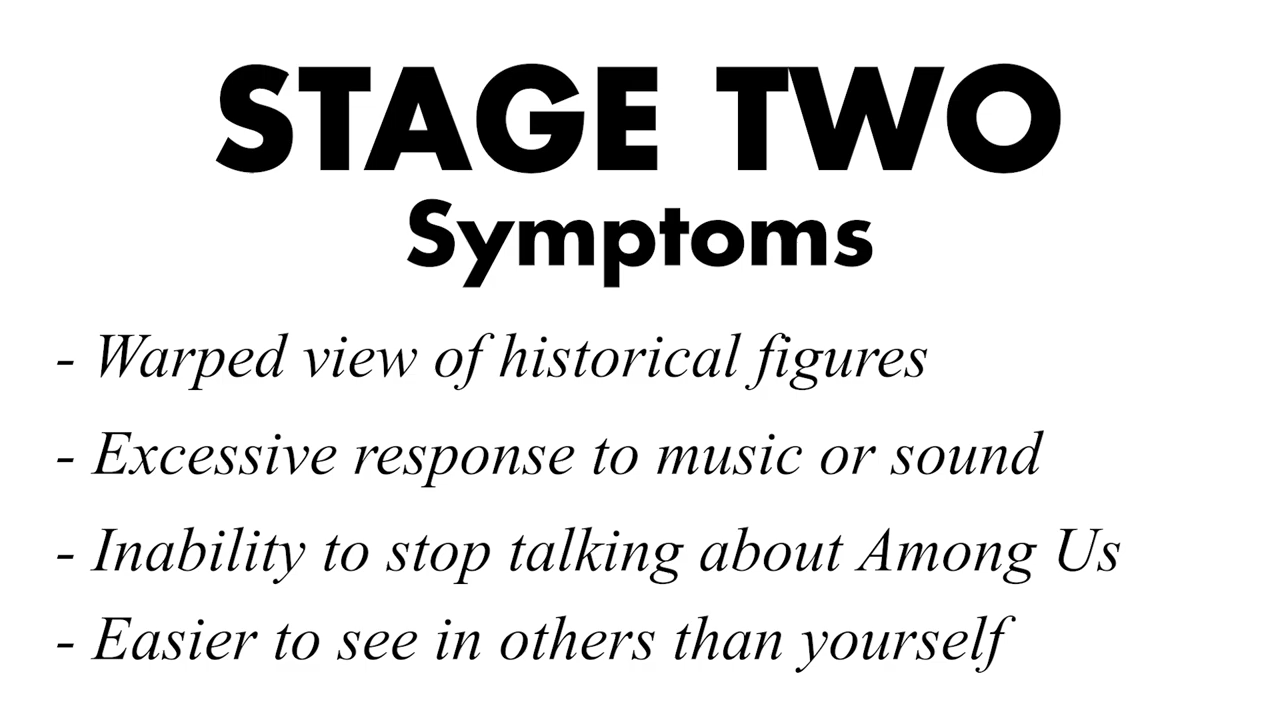 STAGE TWO
Symptoms
- Warped view of historical figures
- Excessive response to music or sound
- Inability to stop talking about Among Us
- Easier to see in others than yourself